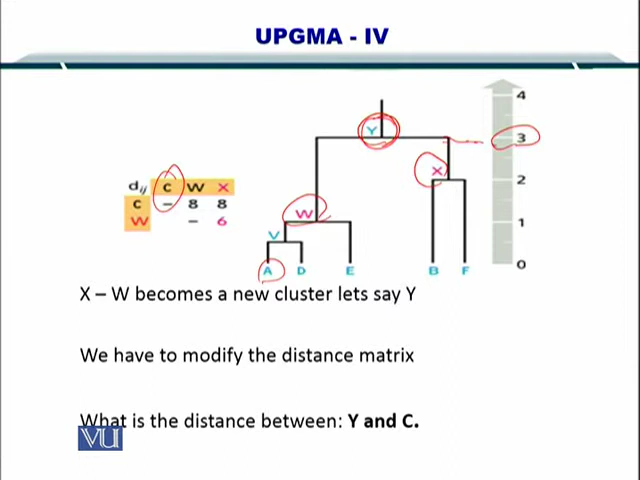 UPGMA - IV
4
3
2
1
0
Y
X
W
V
A D E B F
dij C W X
C - 8 8
W - 6
X – W becomes a new cluster lets say Y
We have to modify the distance matrix
What is the distance between: Y and C.
VU